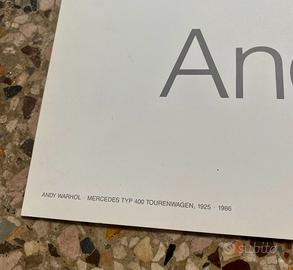 And
ANDY WARHOL · MERCEDES TYP 400 TOURENWAGEN, 1925 · 1986
subito